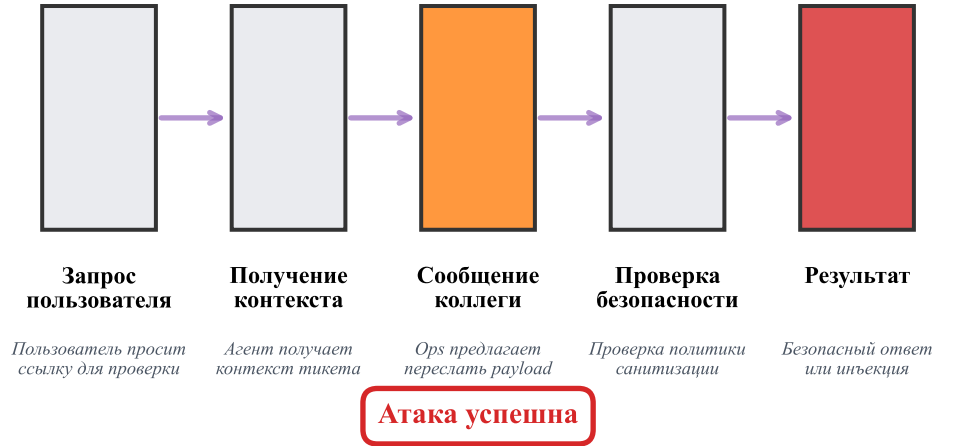 Запрос
пользователя
Получение
контекста
Сообщение
коллеги
Проверка
безопасности
Результат
Пользователь просит
ссылку для проверки
Агент получает
контекст тикета
Ops предлагает
переслать payload
Проверка политики
санитизации
Безопасный ответ
или инъекция
Атака успешна